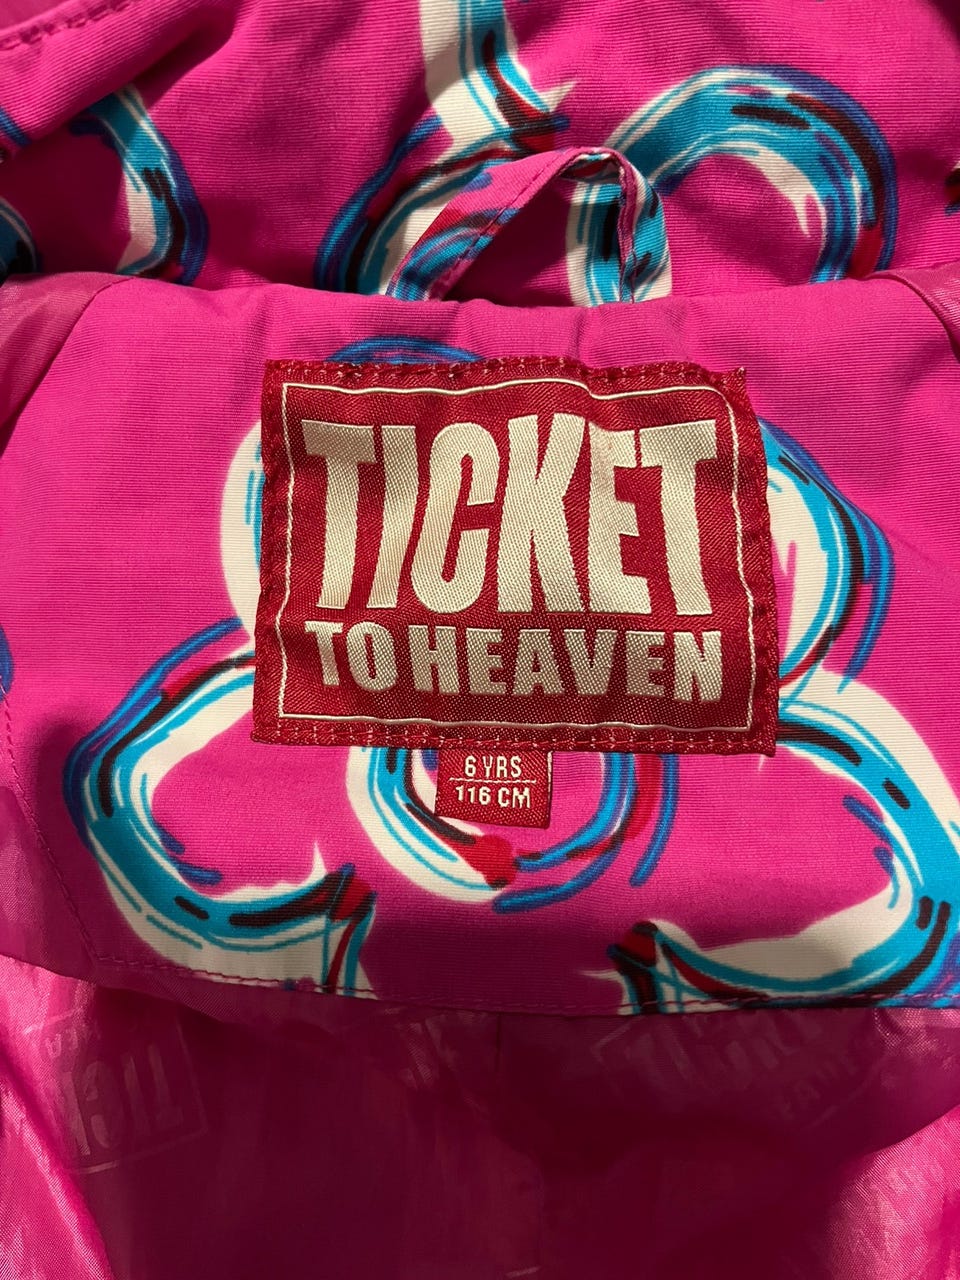 TICKET
TO HEAVEN
6 YRS
116 CM